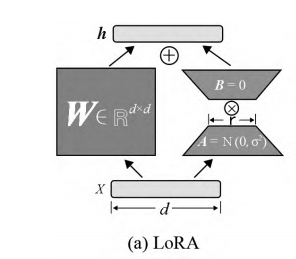 h
⊕
W ∈ ℝ^{d×d}
B = 0
⊗
r
A = N(0,σ²)
X
d
(a) LoRA